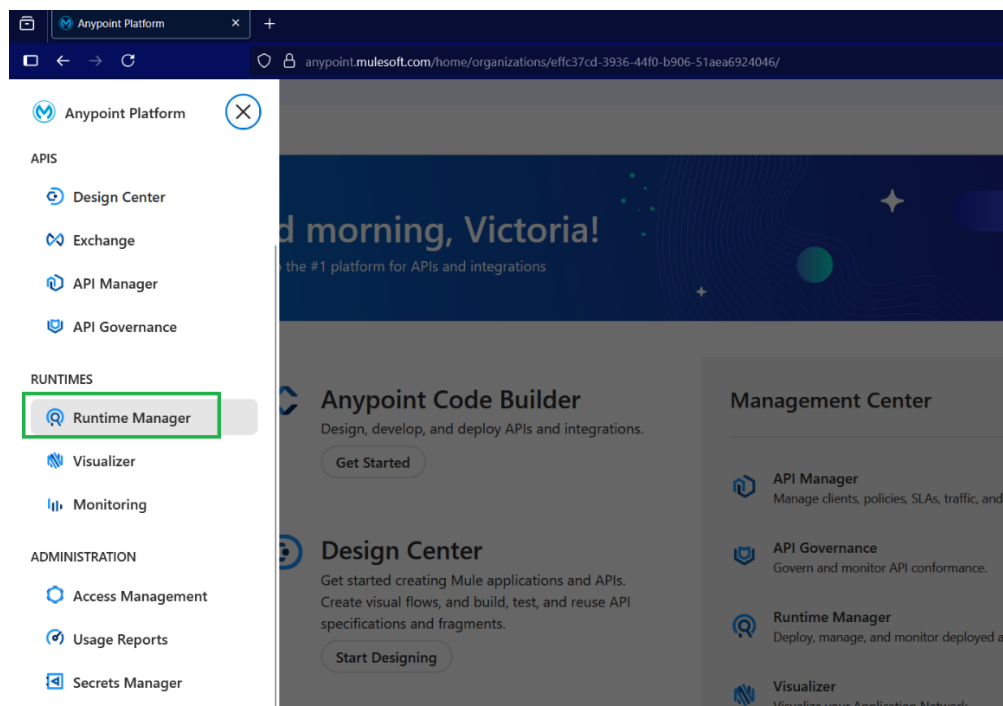 Anypoint Platform
anypoint.mulesoft.com/home/organizations/effc37cd-3936-44f0-b906-51aea6924046/
Anypoint Platform
APIS
Design Center
Exchange
API Manager
API Governance
RUNTIMES
Runtime Manager
Visualizer
Monitoring
ADMINISTRATION
Access Management
Usage Reports
Secrets Manager
morning, Victoria!
the #1 platform for APIs and integrations
Anypoint Code Builder
Design, develop, and deploy APIs and integrations.
Get Started
Design Center
Get started creating Mule applications and APIs.
Create visual flows, and build, test, and reuse API
specifications and fragments.
Start Designing
Management Center
API Manager
Manage clients, policies, SLAs, traffic, and
API Governance
Govern and monitor API conformance.
Runtime Manager
Deploy, manage, and monitor deployed a
Visualizer
Visualize your Application Network